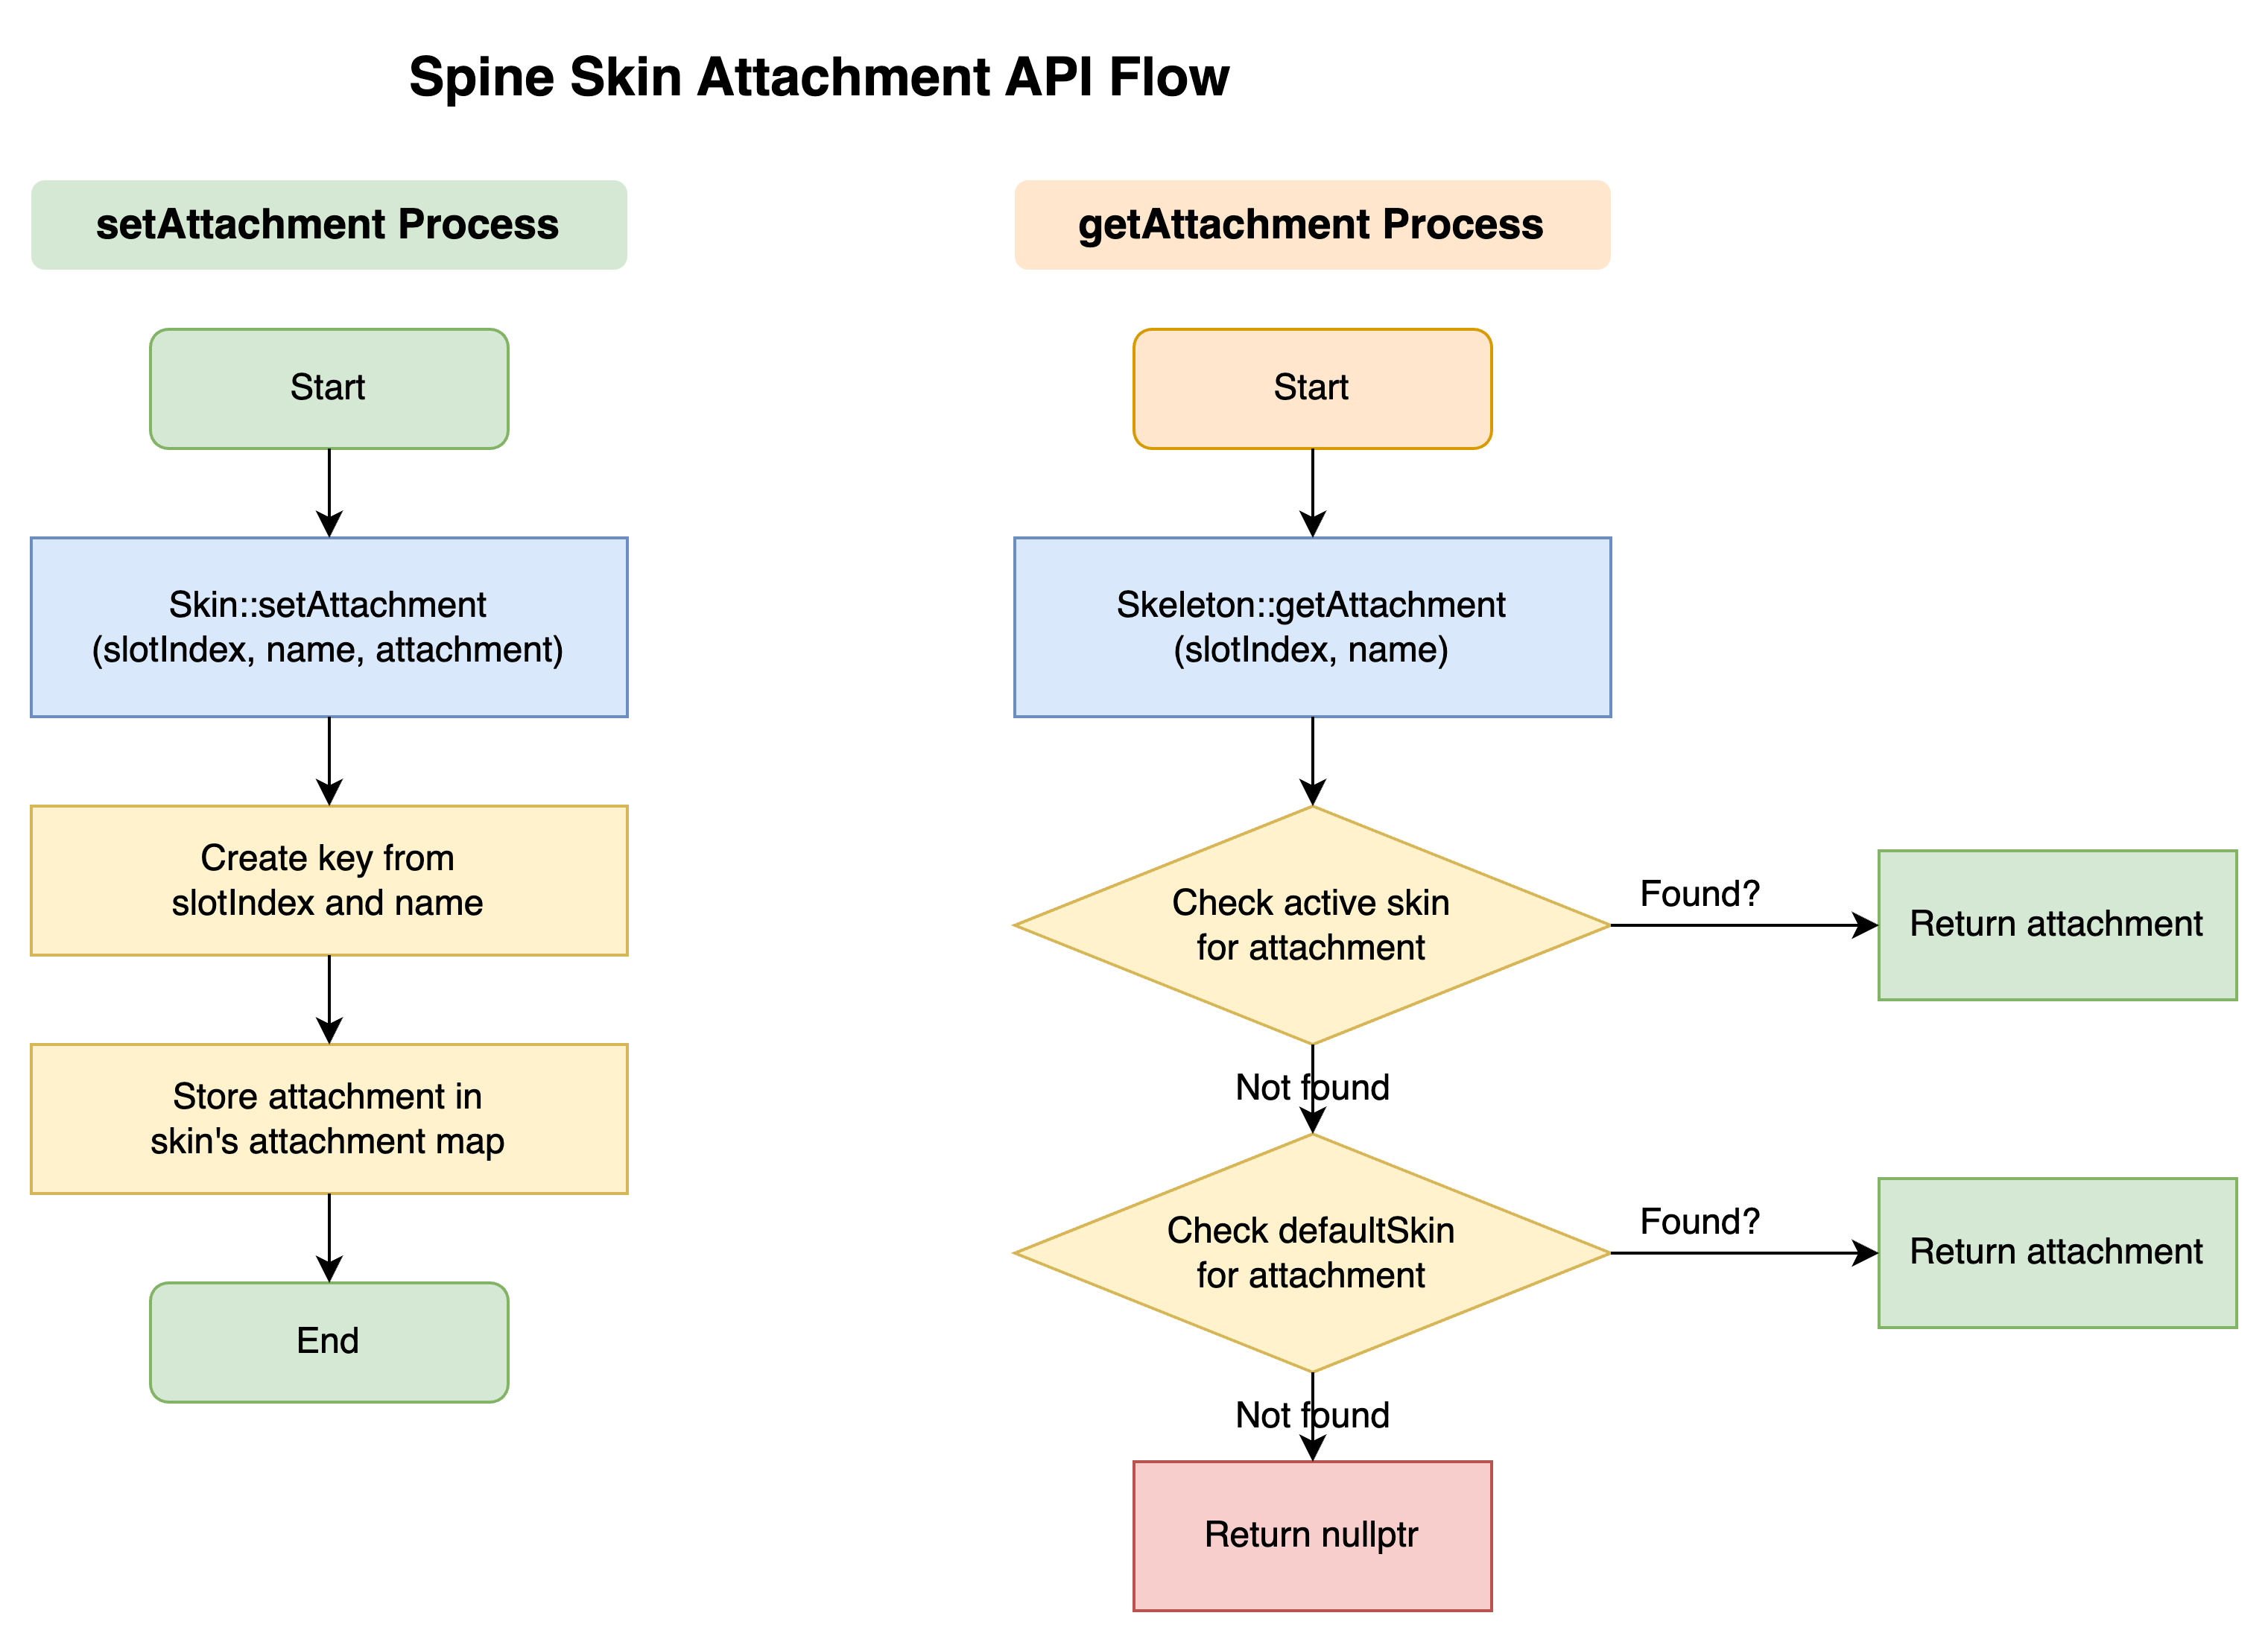 Spine Skin Attachment API Flow
setAttachment Process
Start
Skin::setAttachment
(slotIndex, name, attachment)
Create key from
slotIndex and name
Store attachment in
skin's attachment map
End
getAttachment Process
Start
Skeleton::getAttachment
(slotIndex, name)
Check active skin
for attachment
Found?
Return attachment
Not found
Check defaultSkin
for attachment
Found?
Return attachment
Not found
Return nullptr